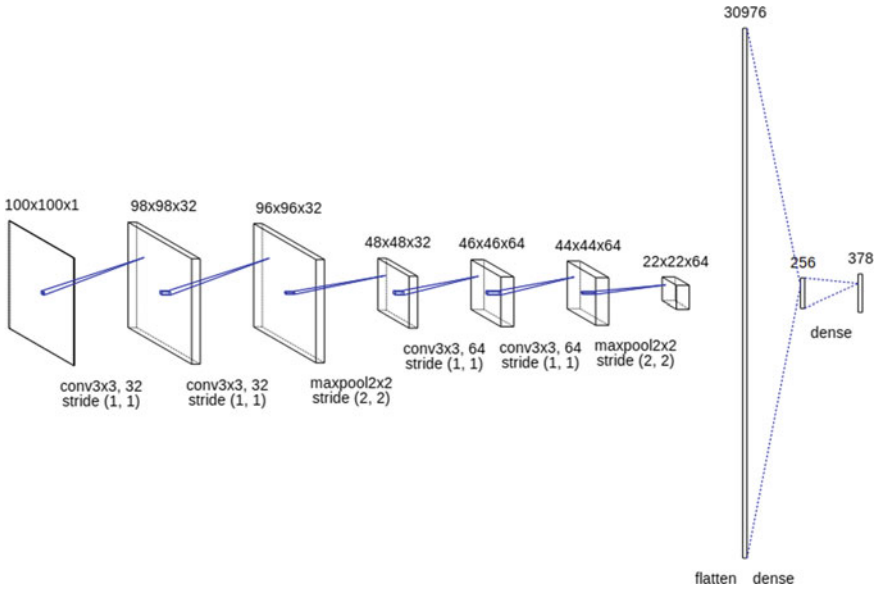 30976
100x100x1
98x98x32
96x96x32
48x48x32
46x46x64
44x44x64
22x22x64
256
378
dense
conv3x3, 32
stride (1, 1)
conv3x3, 32
stride (1, 1)
maxpool2x2
stride (2, 2)
conv3x3, 64
stride (1, 1)
conv3x3, 64
stride (1, 1)
maxpool2x2
stride (2, 2)
flatten
dense